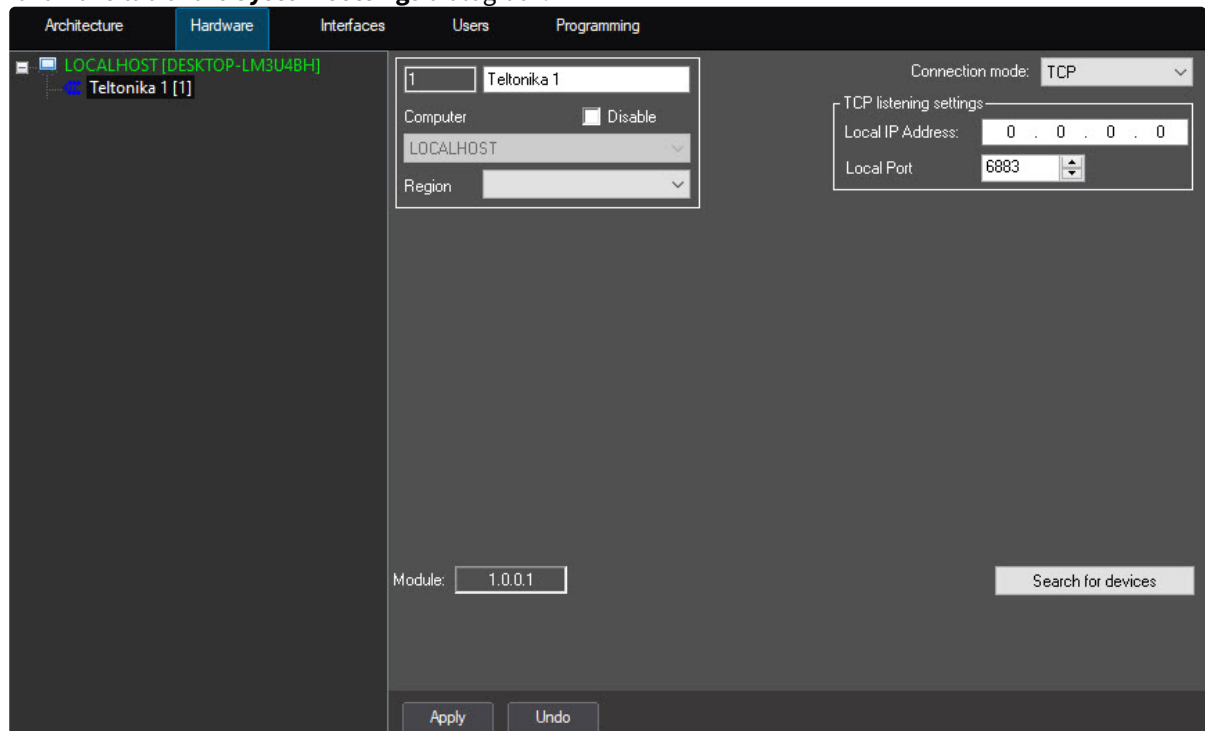 Architecture Hardware Interfaces Users Programming
LOCALHOST [DESKTOP-LM3U4BH]
Teltonika 1 [1]
1 Teltonika 1
Computer Disable
LOCALHOST
Region
Connection mode: TCP
TCP listening settings
Local IP Address: 0 . 0 . 0 . 0
Local Port 6883
Module: 1.0.0.1
Search for devices
Apply Undo